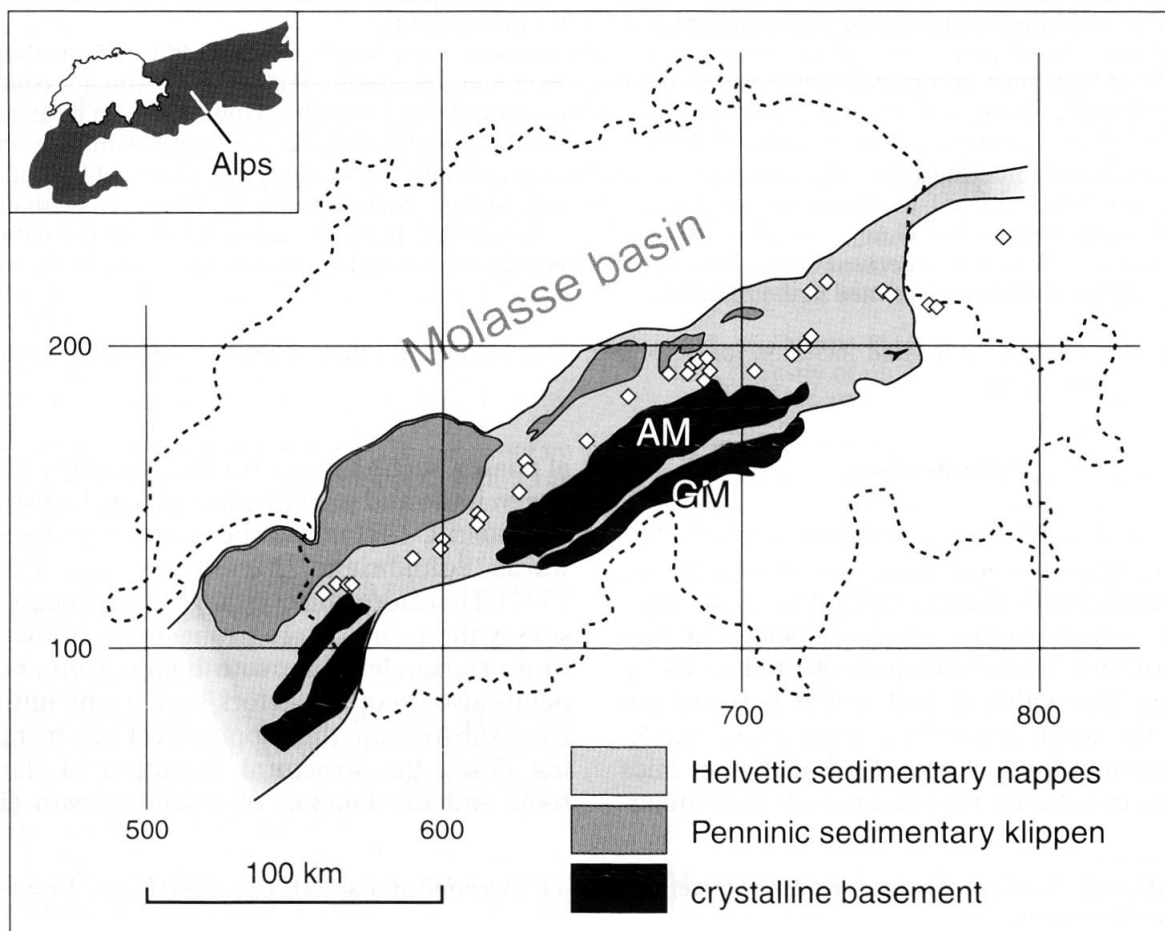 Alps
Molasse basin
200
AM
GM
100
700
800
500
600
Helvetic sedimentary nappes
Penninic sedimentary klippen
crystalline basement
100 km